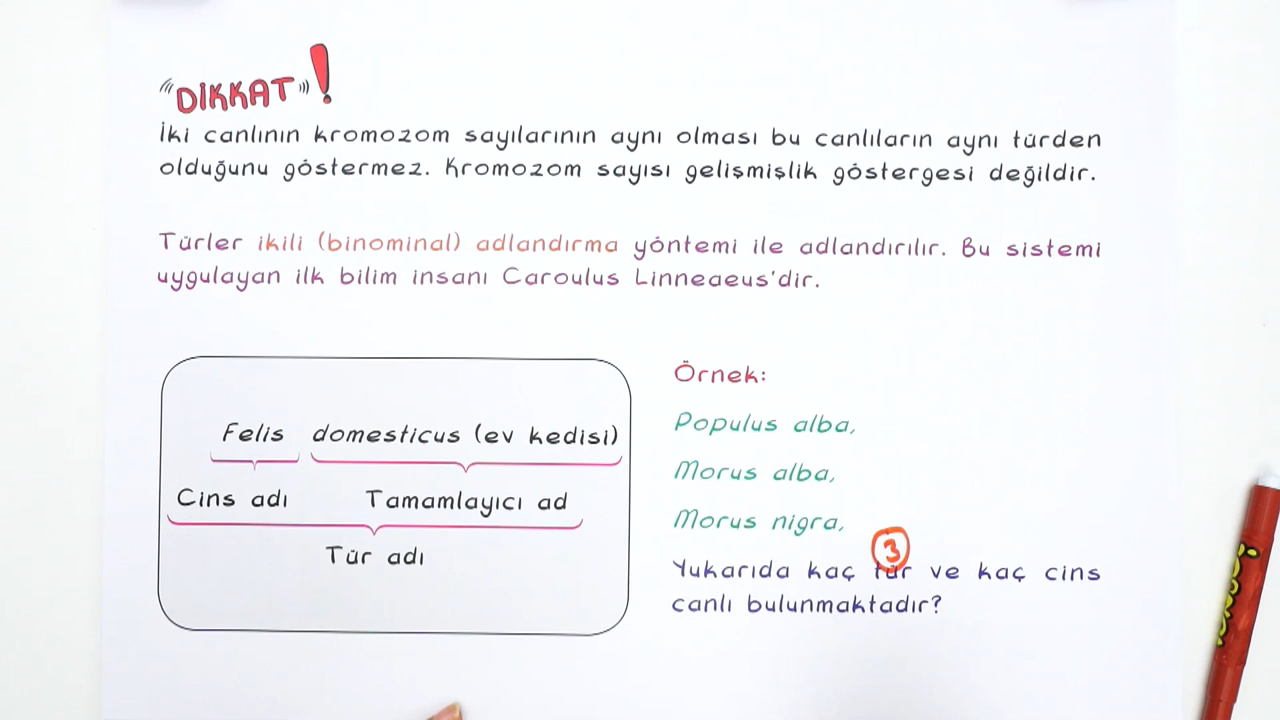 "DİKKAT"!
İki canlının kromozom sayılarının aynı olması bu canlıların aynı türden
olduğunu göstermez. Kromozom sayısı gelişmişlik göstergesi değildir.
Türler ikili (binominal) adlandırma yöntemi ile adlandırılır. Bu sistemi
uygulayan ilk bilim insanı Caroulus Linneaeus'dir.
Felis domesticus (ev kedisi)
Cins adı Tamamlayıcı ad
Tür adı
Örnek:
Populus alba,
Morus alba,
Morus nigra,
3
Yukarıda kaç tür ve kaç cins
canlı bulunmaktadır?